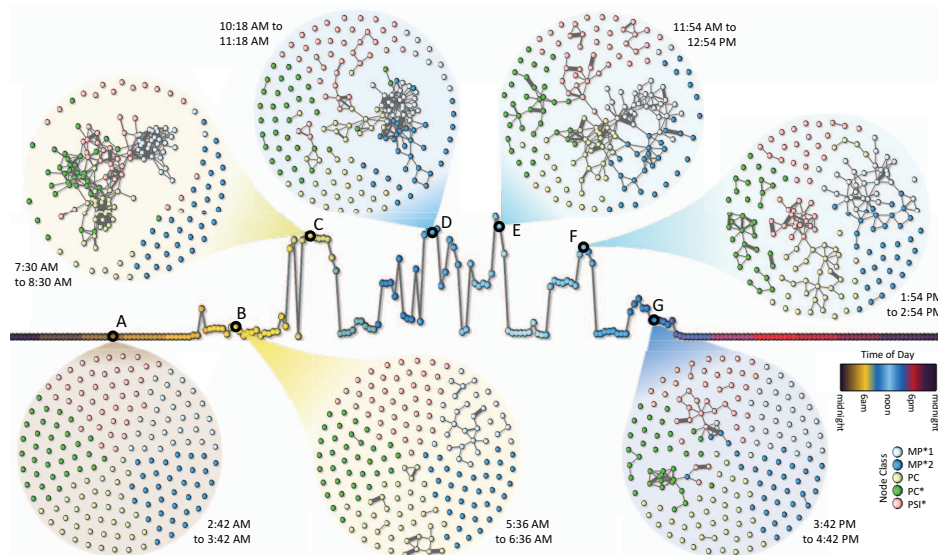 10:18 AM to
11:18 AM
11:54 AM to
12:54 PM
7:30 AM
to 8:30 AM
C
D
E
F
1:54 PM
to 2:54 PM
A
B
G
Time of Day
midnight
6am
noon
6pm
midnight
Node Class
MP*1
MP*2
PC
PC*
PSI*
2:42 AM
to 3:42 AM
5:36 AM
to 6:36 AM
3:42 PM
to 4:42 PM